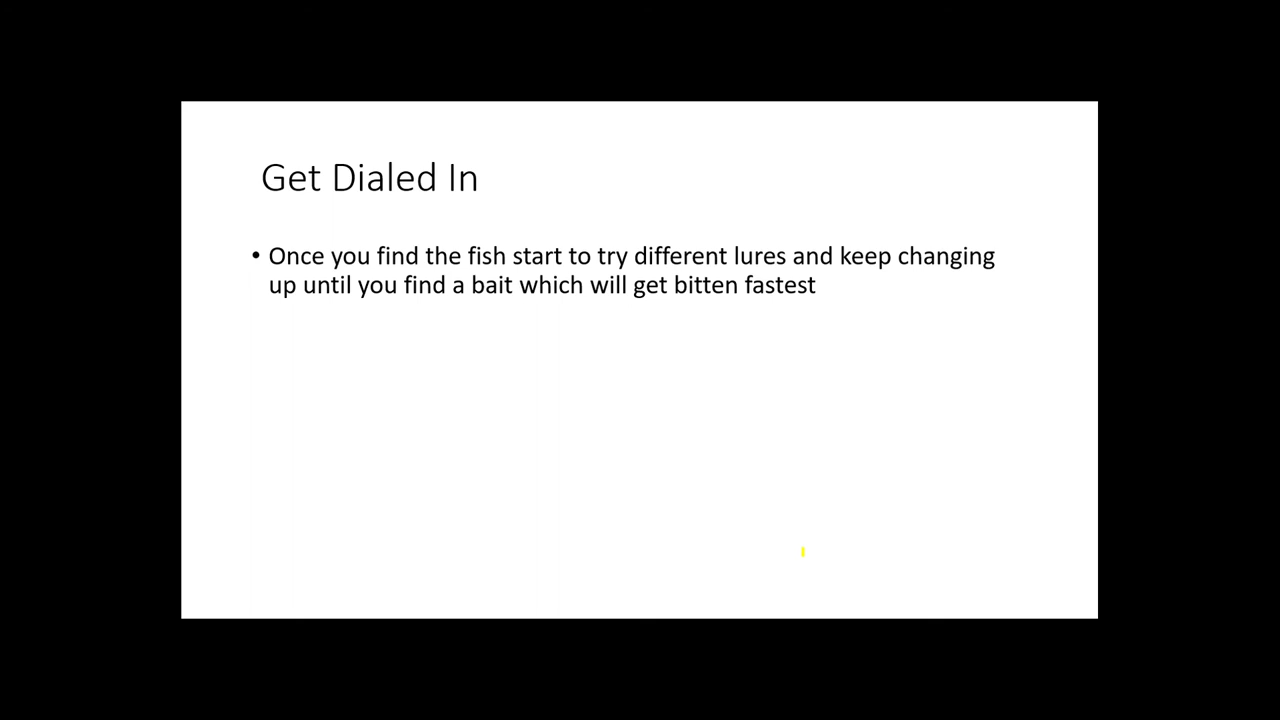 Get Dialed In
• Once you find the fish start to try different lures and keep changing
up until you find a bait which will get bitten fastest